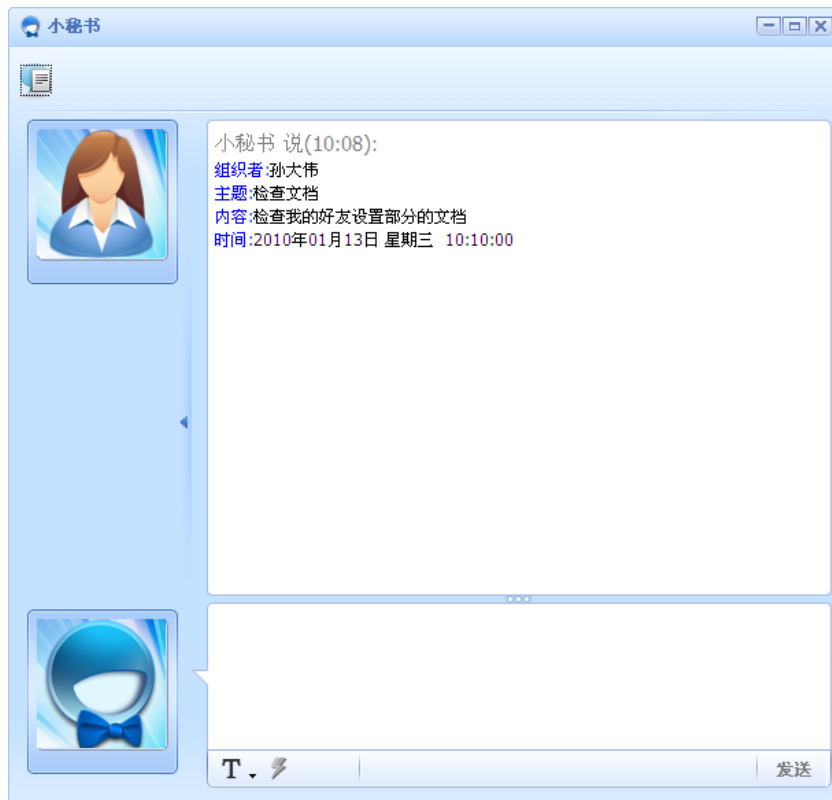 小秘书
小秘书 说(10:08):
组织者:孙大伟
主题:检查文档
内容:检查我的好友设置部分的文档
时间:2010年01月13日 星期三 10:10:00
T
发送